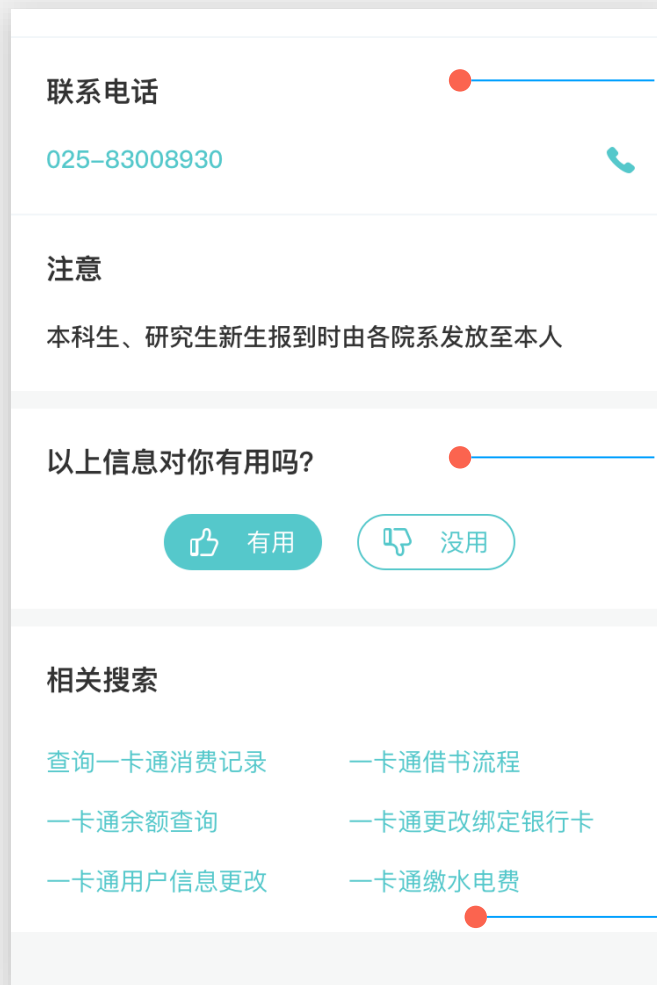 联系电话
025-83008930
注意
本科生、研究生新生报到时由各院系发放至本人
以上信息对你有用吗?
有用 没用
相关搜索
查询一卡通消费记录 一卡通借书流程
一卡通余额查询 一卡通更改绑定银行卡
一卡通用户信息更改 一卡通缴水电费